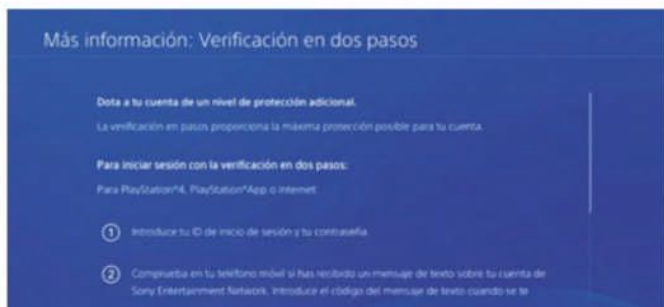 Más información: Verificación en dos pasos
Dota a tu cuenta de un nivel de protección adicional.
La verificación en pasos proporciona la máxima protección posible para tu cuenta.
Para iniciar sesión con la verificación en dos pasos:
Para PlayStation®4, PlayStation®App o Internet
1 Introduce tu ID de inicio de sesión y tu contraseña.
2 Comprueba en tu teléfono móvil si has recibido un mensaje de texto sobre tu cuenta de
Sony Entertainment Network. Introduce el código del mensaje de texto cuando se te